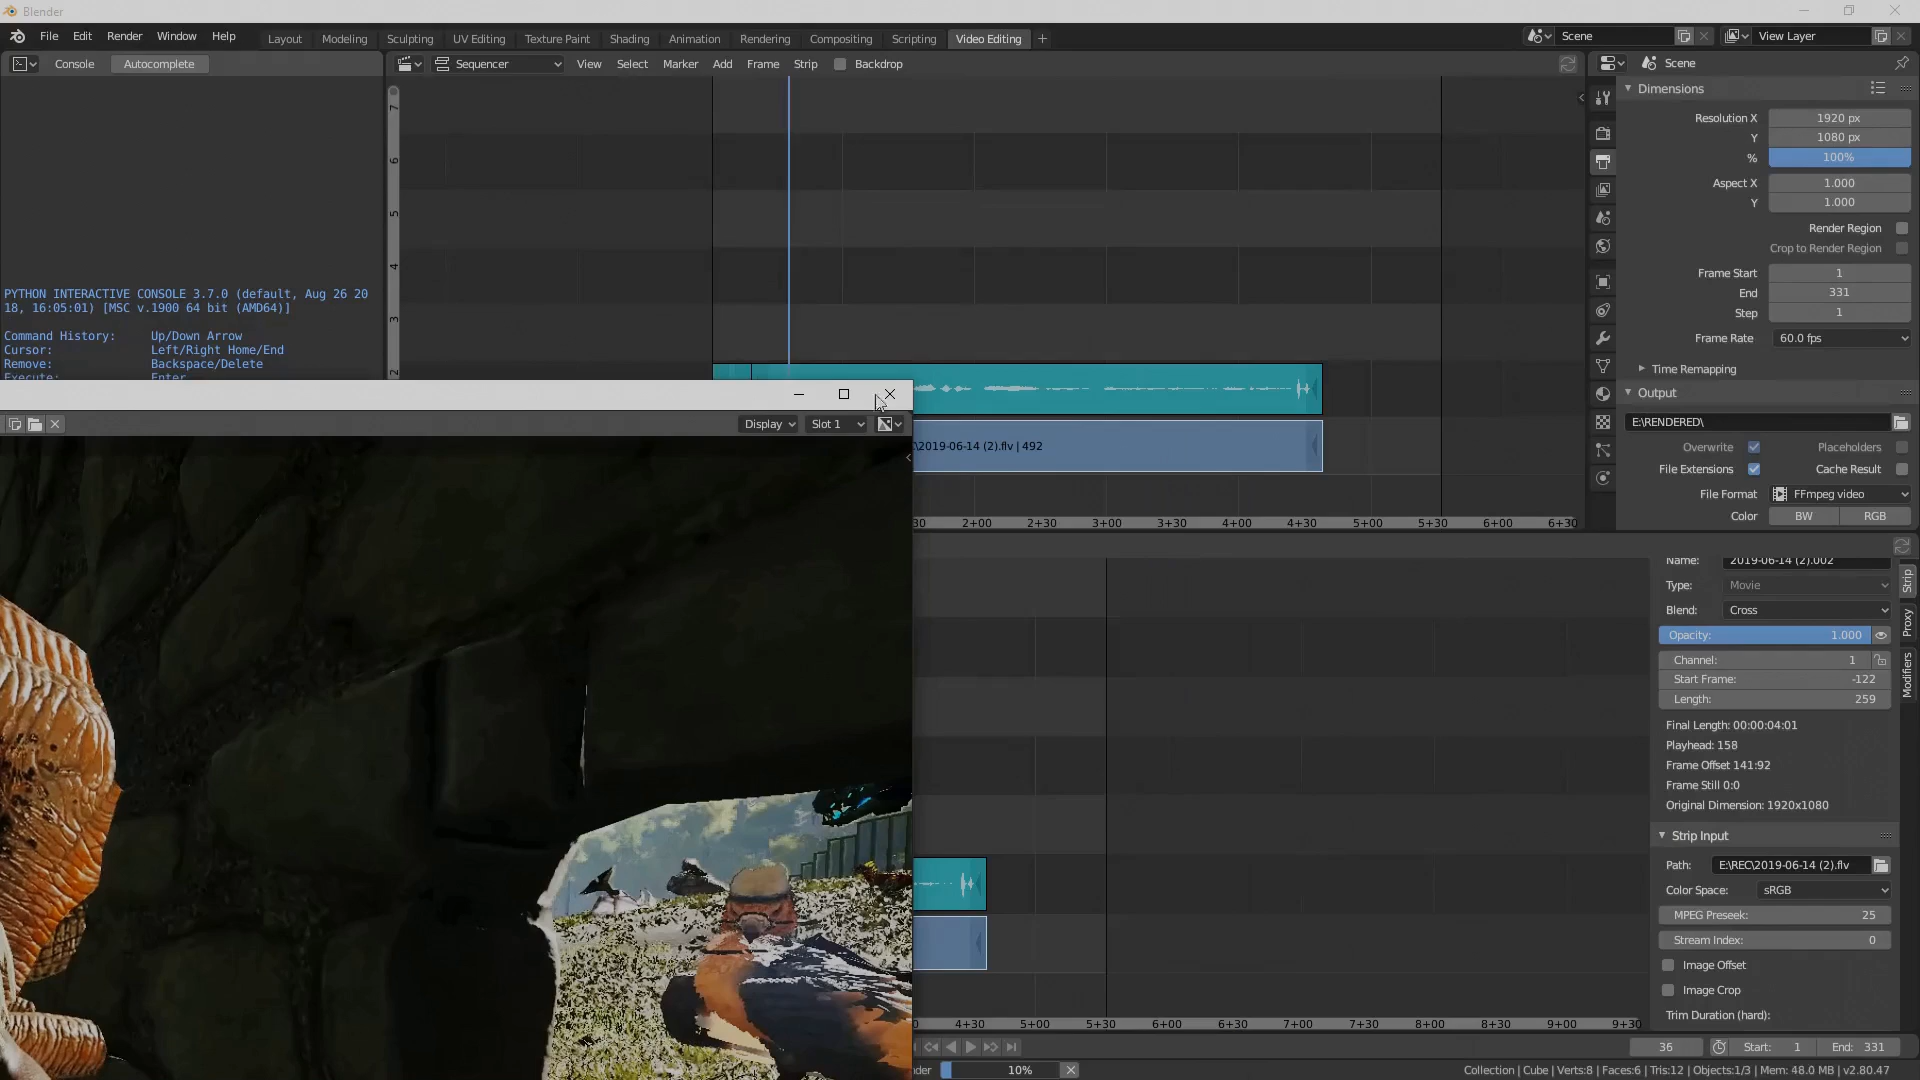 Blender
File Edit Render Window Help Layout Modeling Sculpting UV Editing Texture Paint Shading Animation Rendering Compositing Scripting Video Editing Scene View Layer
Console Autocomplete Sequencer View Select Marker Add Frame Strip Backdrop Scene
Dimensions
Resolution X 1920 px
Y 1080 px
% 100%
Aspect X 1.000
Y 1.000
Render Region
Crop to Render Region
Frame Start 1
End 331
Step 1
Frame Rate 60.0 fps
Time Remapping
Output
E:\RENDERED\
Overwrite Placeholders
File Extensions Cache Result
File Format FFmpeg video
Color BW RGB
7
6
5
4
3
2
PYTHON INTERACTIVE CONSOLE 3.7.0 (default, Aug 26 20
18, 16:05:01) [MSC v.1900 64 bit (AMD64)]
Command History: Up/Down Arrow
Cursor: Left/Right Home/End
Remove: Backspace/Delete
Execute: Enter
Display Slot 1
\2019-06-14 (2).flv | 492
30 2+00 2+30 3+00 3+30 4+00 4+30 5+00 5+30 6+00 6+30
Name: 2019-06-14 (2).002
Type: Movie
Blend: Cross
Opacity: 1.000
Channel: 1
Start Frame: -122
Length: 259
Final Length: 00:00:04:01
Playhead: 158
Frame Offset 141:92
Frame Still 0:0
Original Dimension: 1920x1080
Strip Input
Path: E:\REC\2019-06-14 (2).flv
Color Space: sRGB
MPEG Preseek: 25
Stream Index: 0
Image Offset
Image Crop
Trim Duration (hard):
Strip
Proxy
Modifiers
0 4+30 5+00 5+30 6+00 6+30 7+00 7+30 8+00 8+30 9+00 9+30
36 Start: 1 End: 331
der 10% Collection | Cube | Verts:8 | Faces:6 | Tris:12 | Objects:1/3 | Mem: 48.0 MB | v2.80.47